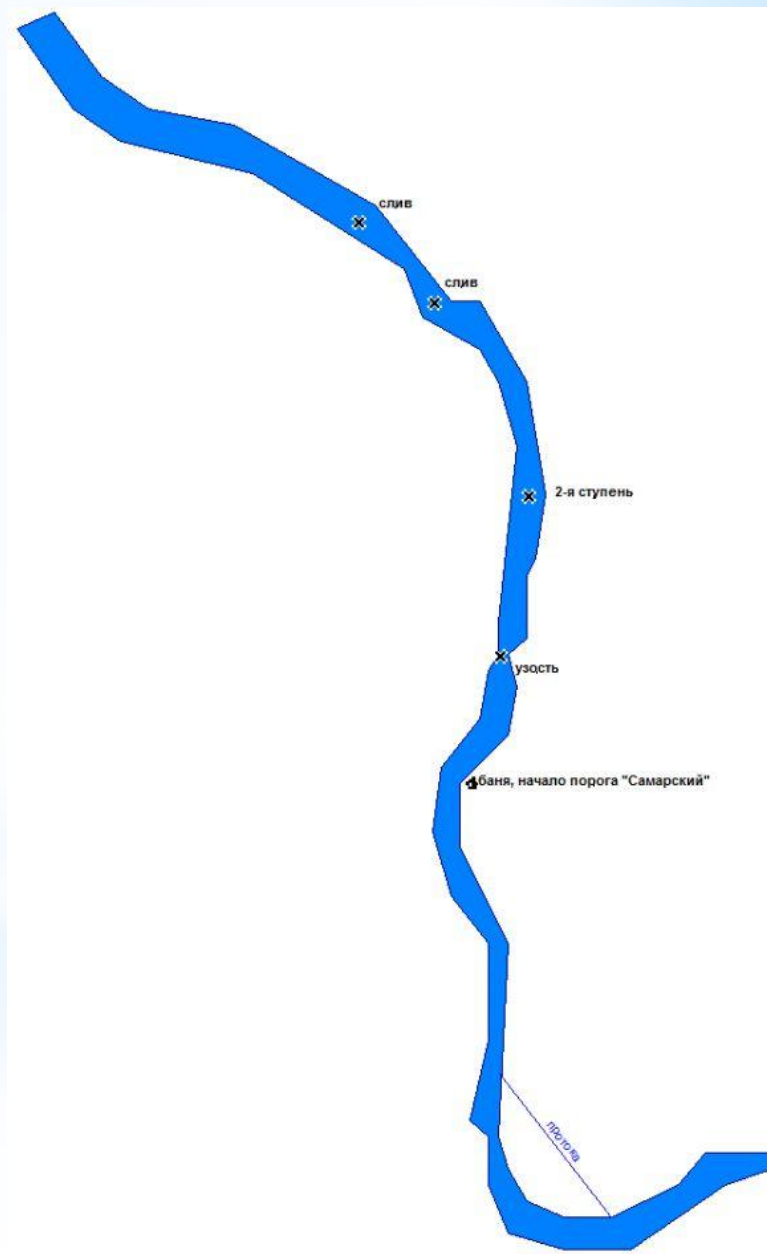 слив
слив
2-я ступень
узость
баня, начало порога "Самарский"
протока